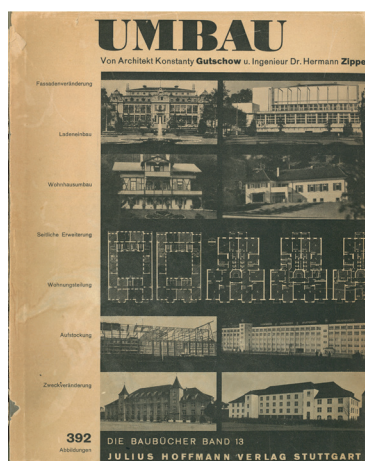 UMBAU
Von Architekt Konstanty Gutschow u. Ingenieur Dr. Hermann Zippe
Fassadenveränderung
Ladeneinbau
Wohnhausumbau
Seitliche Erweiterung
Wohnungsteilung
Aufstockung
Zweckveränderung
392
Abbildungen
DIE BAUBÜCHER BAND 13
JULIUS HOFFMANN VERLAG STUTTGART